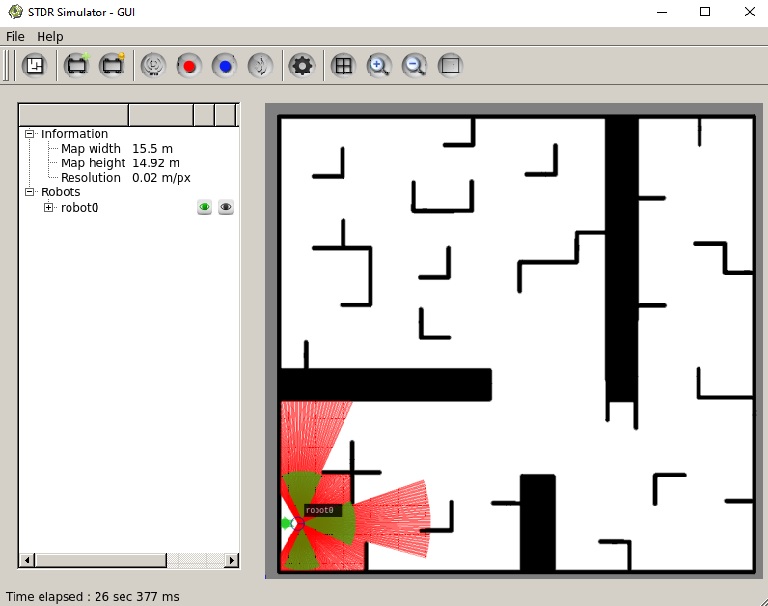 STDR Simulator - GUI
File Help
Information
Map width 15.5 m
Map height 14.92 m
Resolution 0.02 m/px
Robots
robot0
robot0
Time elapsed : 26 sec 377 ms